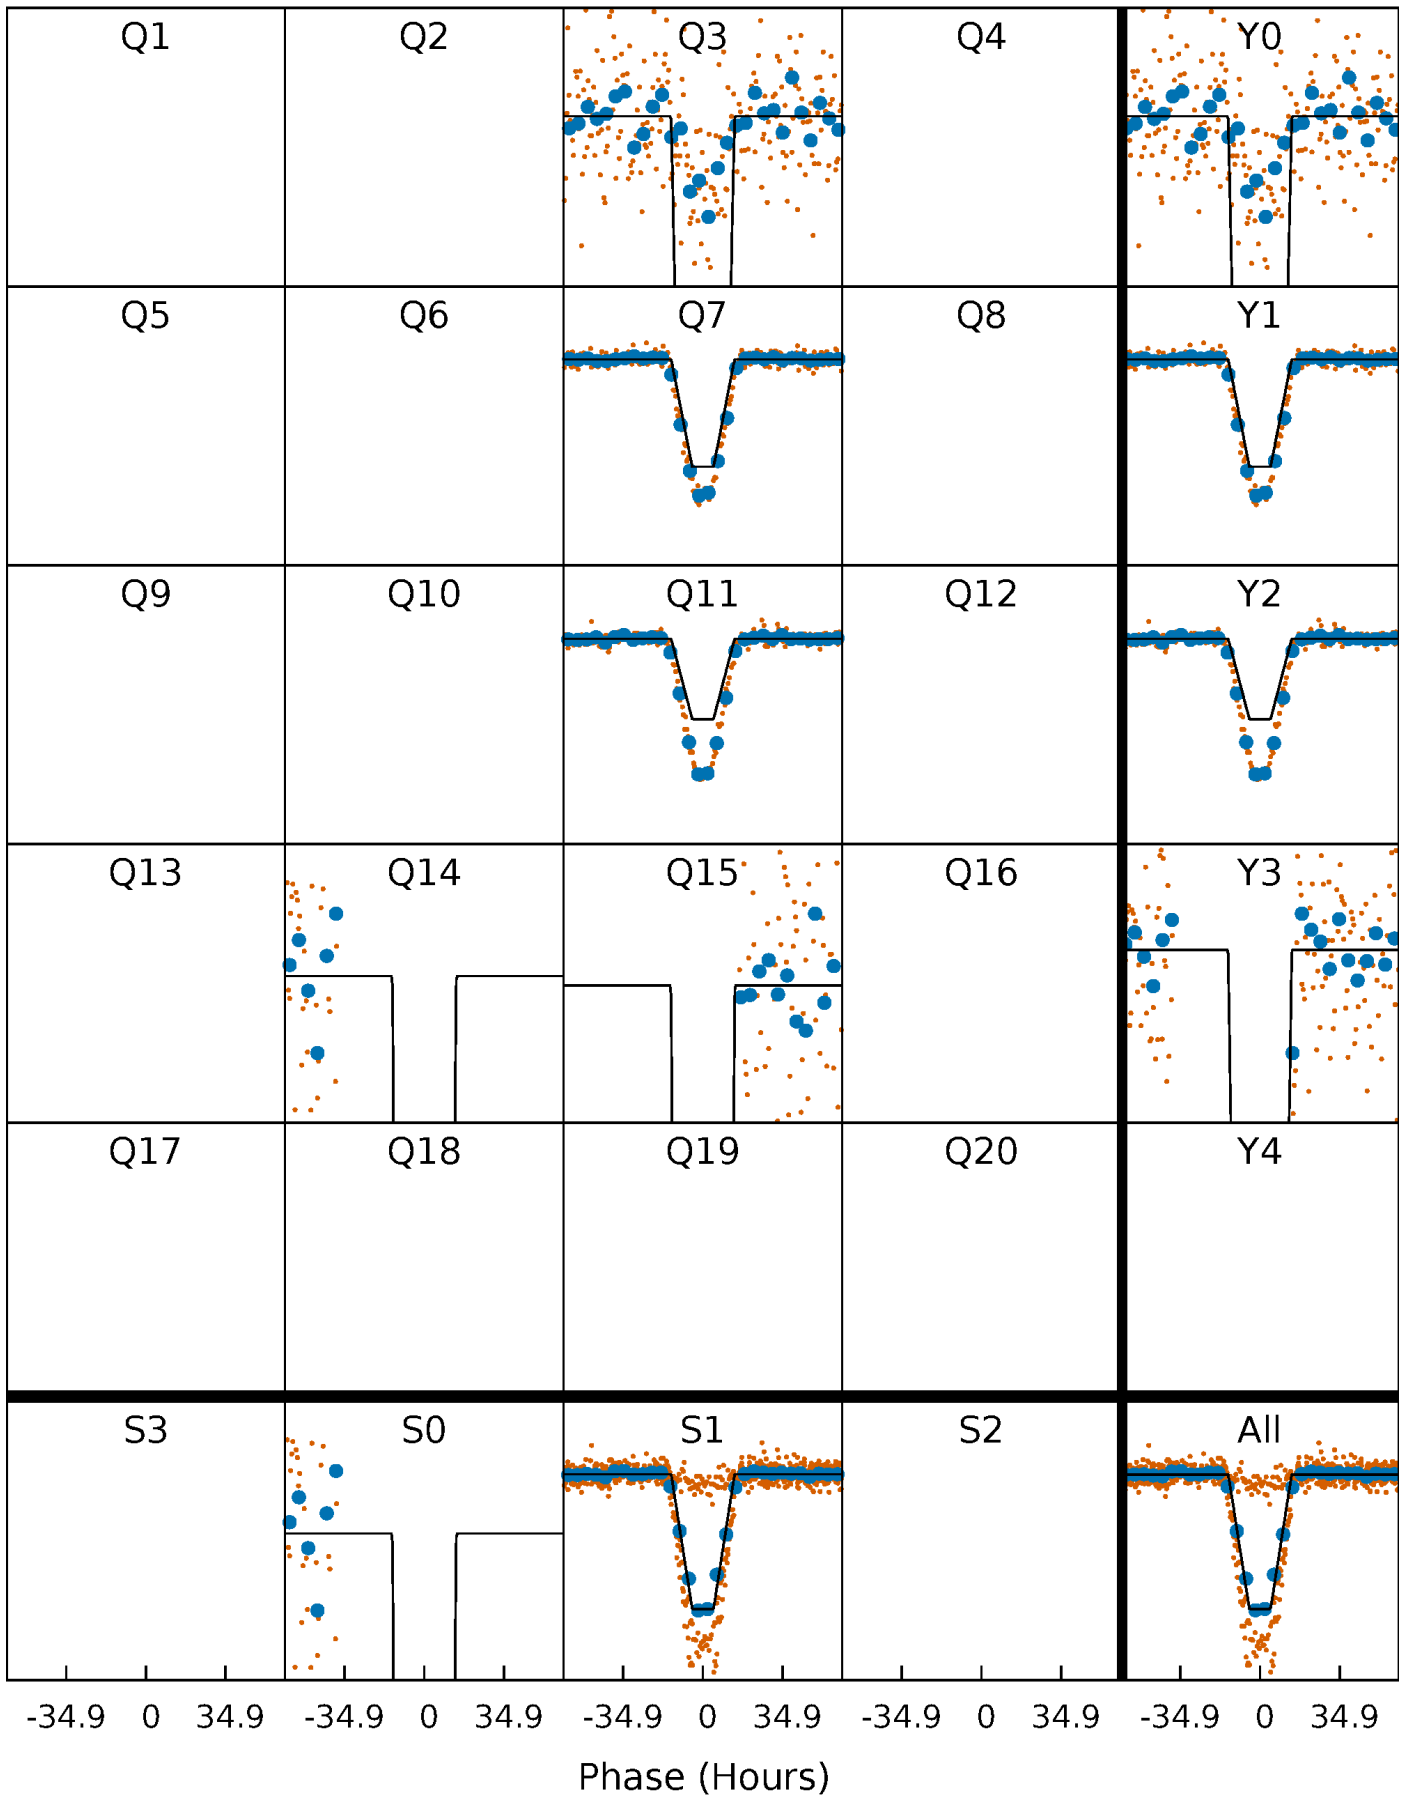 Q1 Q2 Q3 Q4 Y0
Q5 Q6 Q7 Q8 Y1
Q9 Q10 Q11 Q12 Y2
Q13 Q14 Q15 Q16 Y3
Q17 Q18 Q19 Q20 Y4
S3 S0 S1 S2 All
-34.9 0 34.9 -34.9 0 34.9 -34.9 0 34.9 -34.9 0 34.9 -34.9 0 34.9
Phase (Hours)